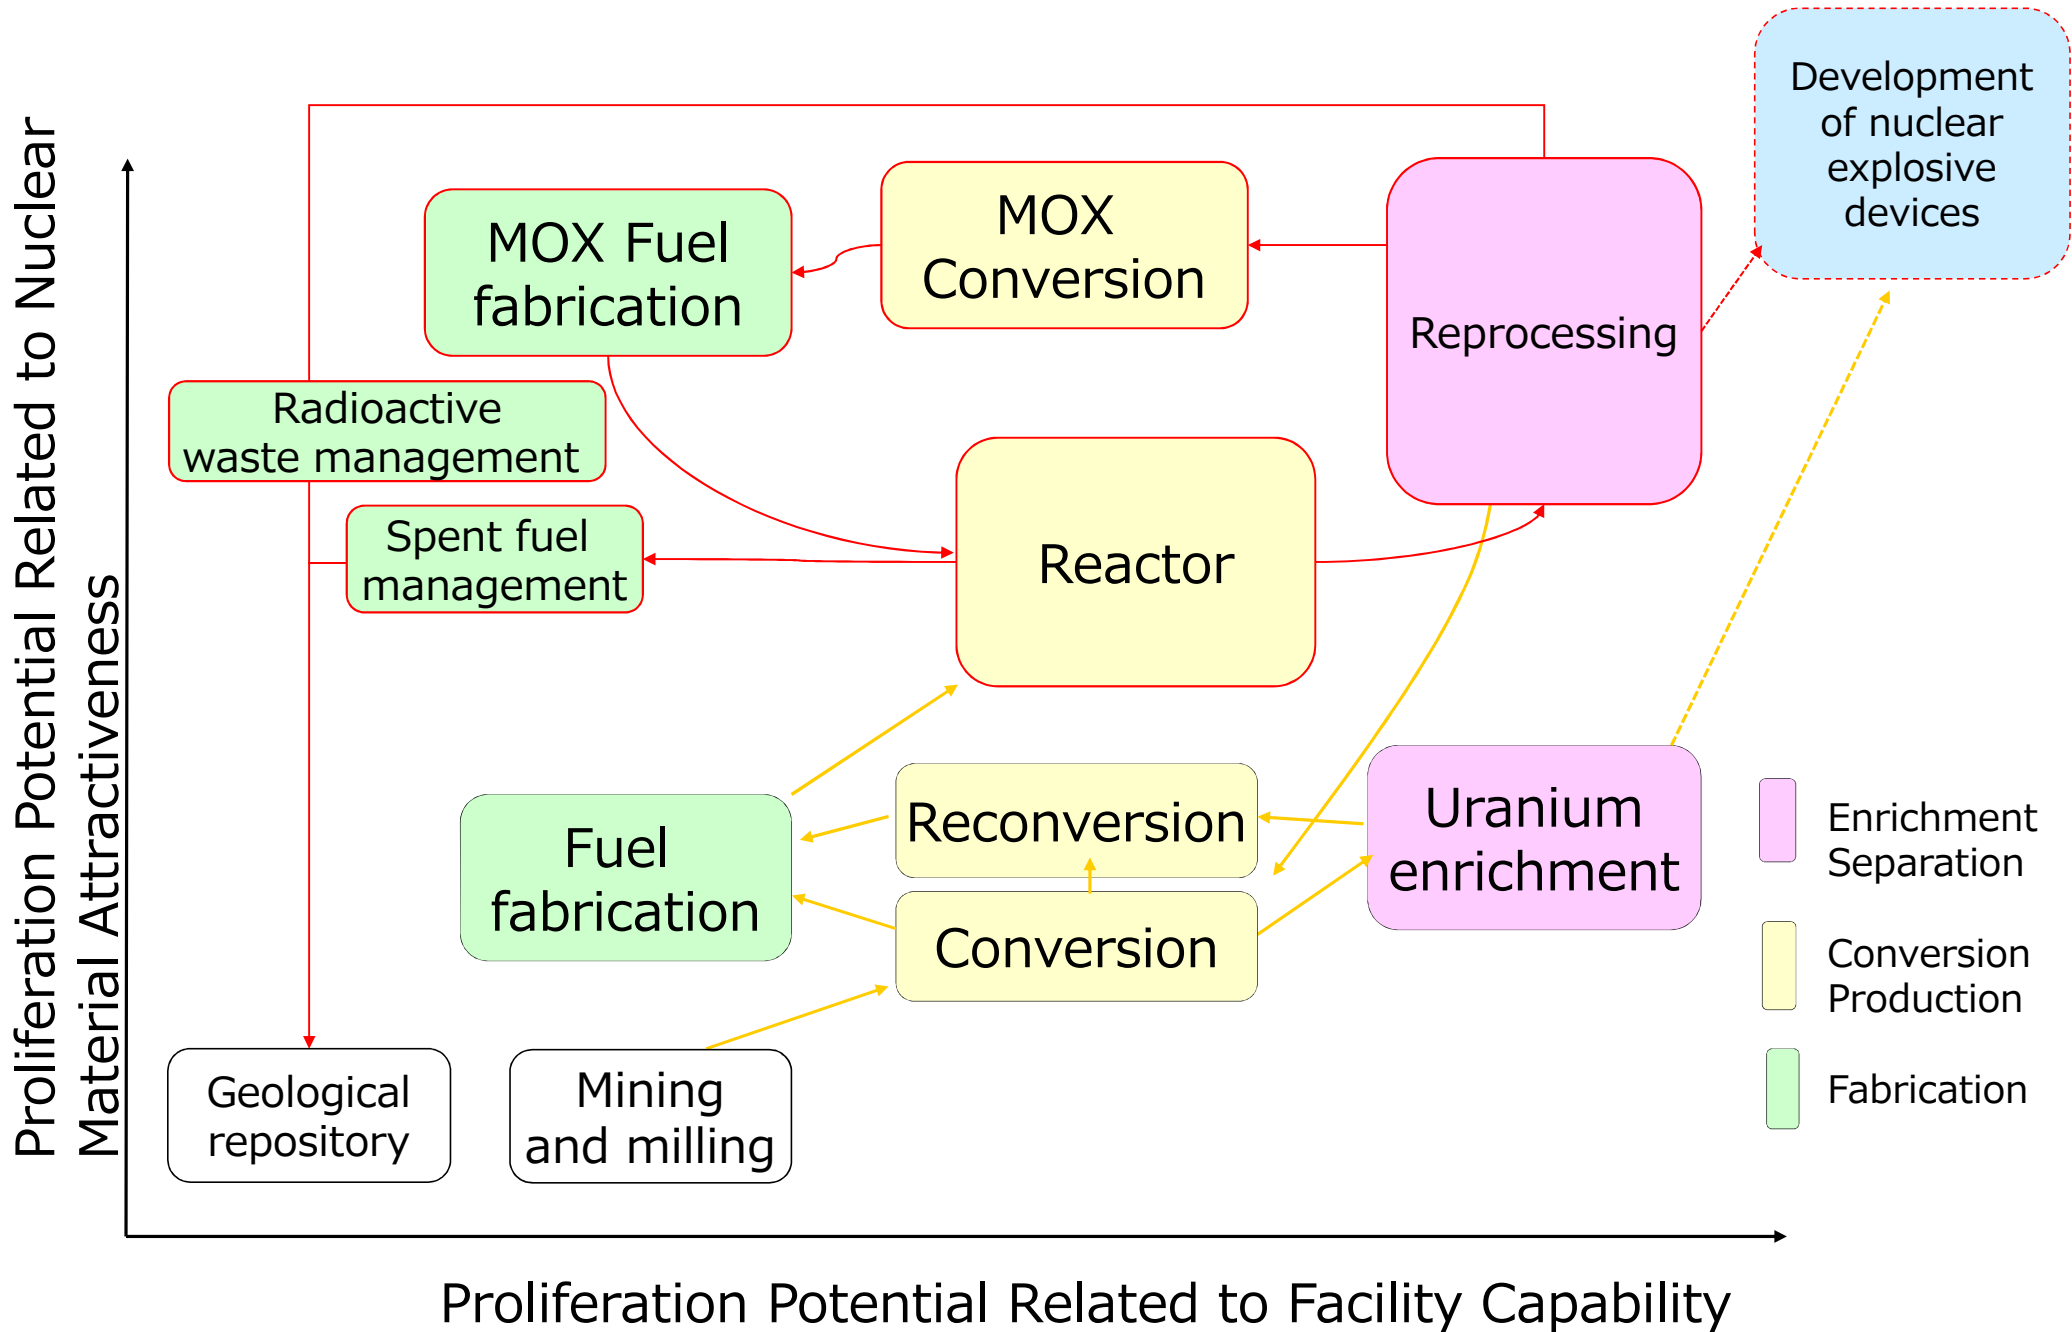 Proliferation Potential Related to Nuclear
Material Attractiveness
Development
of nuclear
explosive
devices
MOX Fuel
fabrication
MOX
Conversion
Reprocessing
Radioactive
waste management
Spent fuel
management
Reactor
Fuel
fabrication
Reconversion
Conversion
Uranium
enrichment
Geological
repository
Mining
and milling
Enrichment
Separation
Conversion
Production
Fabrication
Proliferation Potential Related to Facility Capability